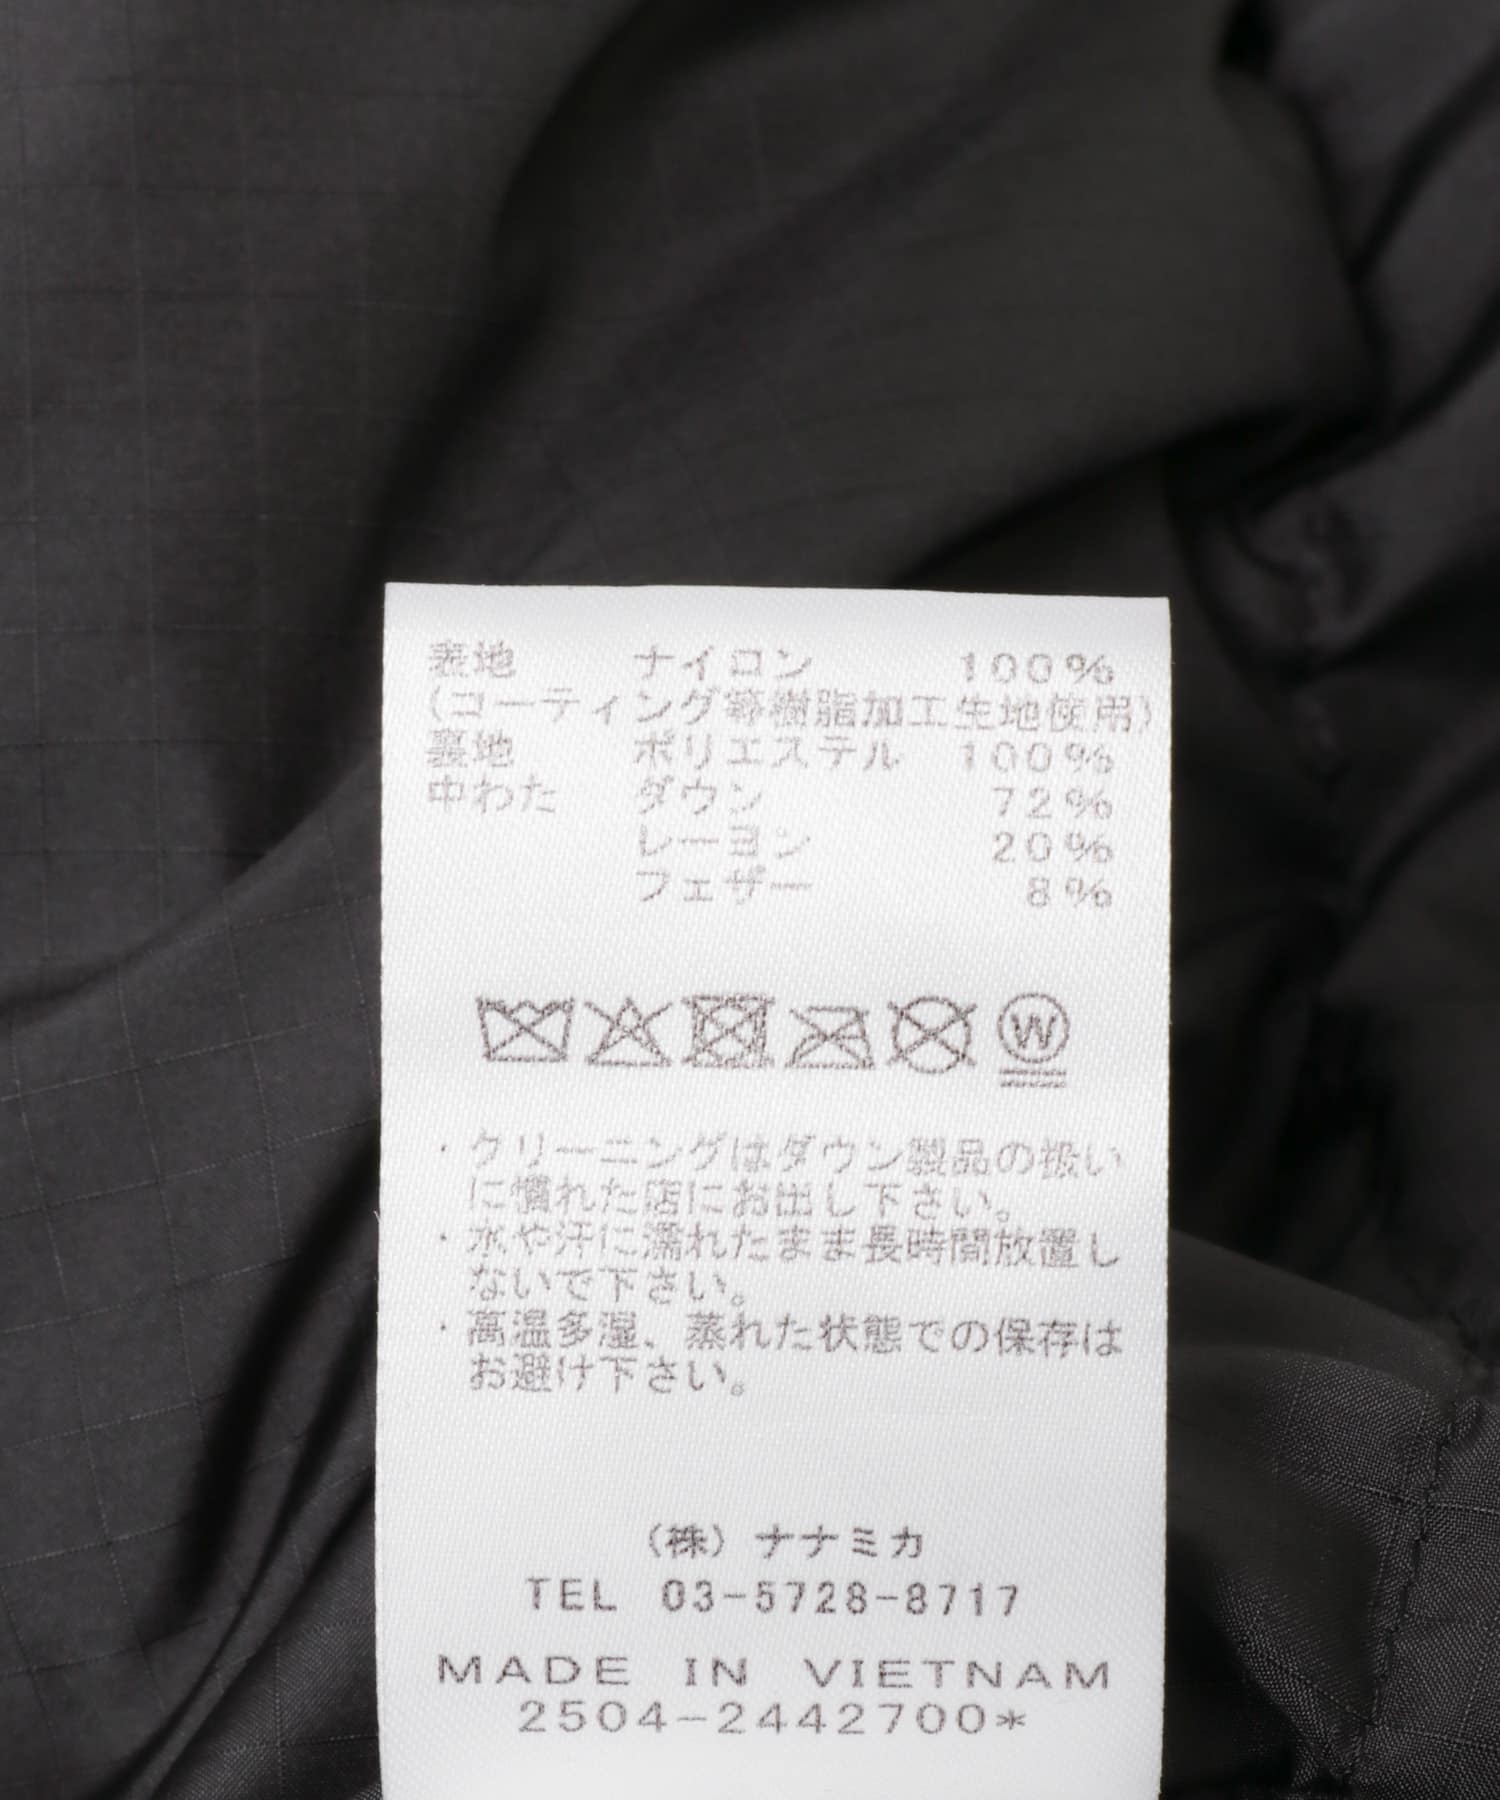 表地 ナイロン 100%
(コーティング等樹脂加工生地使用)
裏地 ポリエステル 100%
中わた ダウン 72%
レーヨン 20%
フェザー 8%
W
・クリーニングはダウン製品の扱い
に慣れた店にお出し下さい。
・水や汗に濡れたまま長時間放置し
ないで下さい。
・高温多湿、蒸れた状態での保存は
お避け下さい。
(株)ナナミカ
TEL 03-5728-8717
MADE IN VIETNAM
2504-2442700*